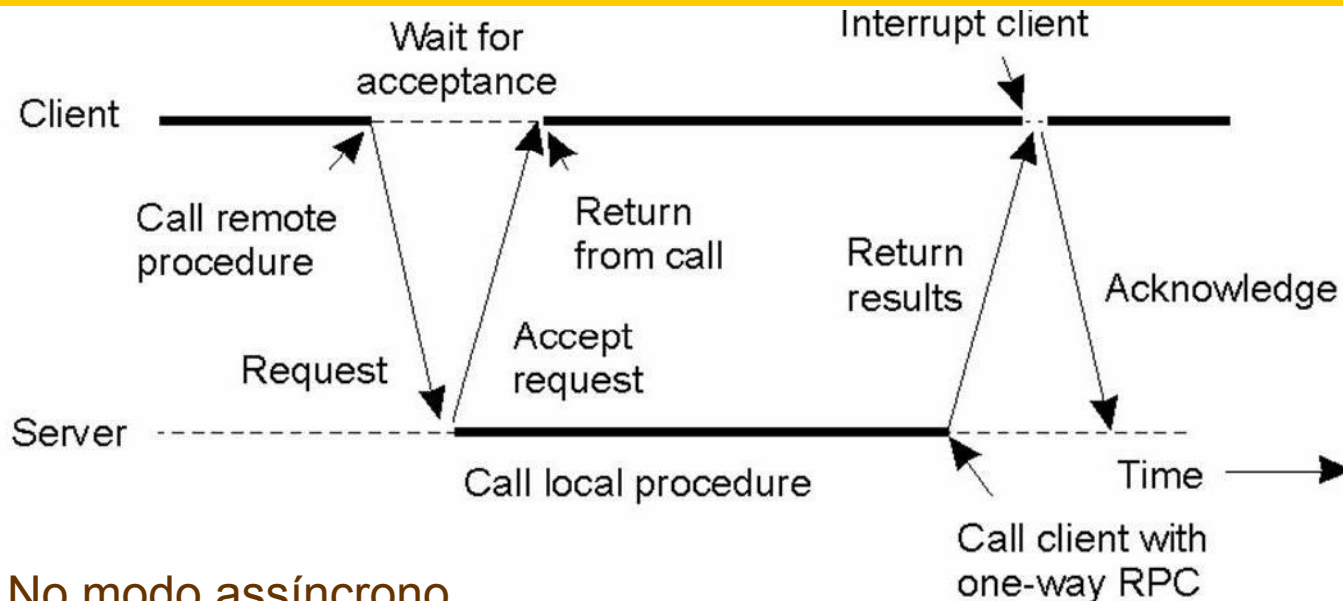 Interrupt client
Wait for
acceptance
Client
Call remote
procedure
Return
from call
Return
results
Acknowledge
Request
Accept
request
Server
Call local procedure
Time
Call client with
one-way RPC
No modo assíncrono